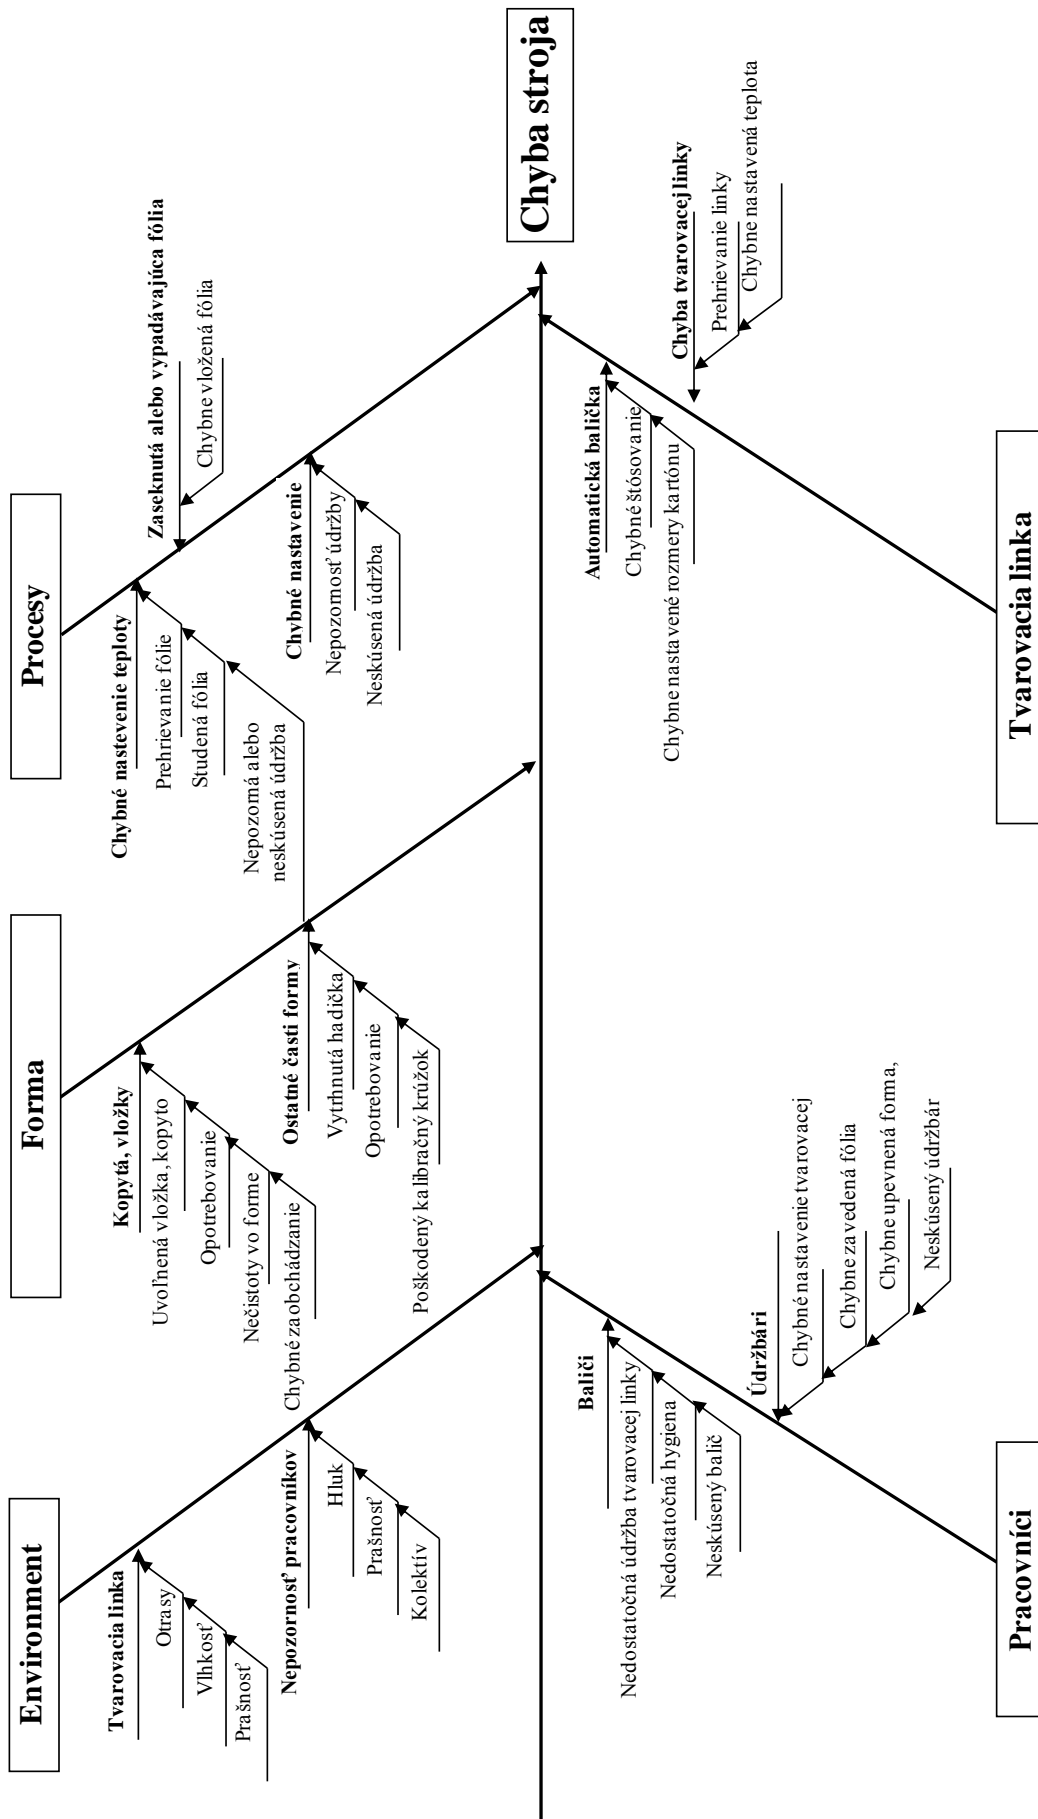 Environment
Tvarovacia linka
Otrasy
Vlhkosť
Prašnosť
Nepozornosť pracovníkov
Hluk
Prašnosť
Kolektív
Forma
Kopytá, vložky
Uvoľnená vložka, kopyto
Opotrebovanie
Nečistoty vo forme
Chybné zaobchádzanie
Ostatné časti formy
Vytrhnutá hadička
Opotrebovanie
Poškodený kalibračný krúžok
Procesy
Chybné nastevenie teploty
Prehrievanie fólie
Studená fólia
Nepozorná alebo
neskúsená údržba
Zaseknutá alebo vypadávajúca fólia
Chybne vložená fólia
Chybné nastavenie
Nepozornosť údržby
Neskúsená údržba
Chyba stroja
Pracovníci
Baliči
Nedostatočná údržba tvarovacej linky
Nedostatočná hygiena
Neskúsený balič
Údržbári
Chybné nastavenie tvarovacej
Chybne zavedená fólia
Chybne upevnená forma,
Neskúsený údržbár
Tvarovacia linka
Automatická balička
Chybné štósovanie
Chybne nastavené rozmery kartónu
Chyba tvarovacej linky
Prehrievanie linky
Chybne nastavená teplota